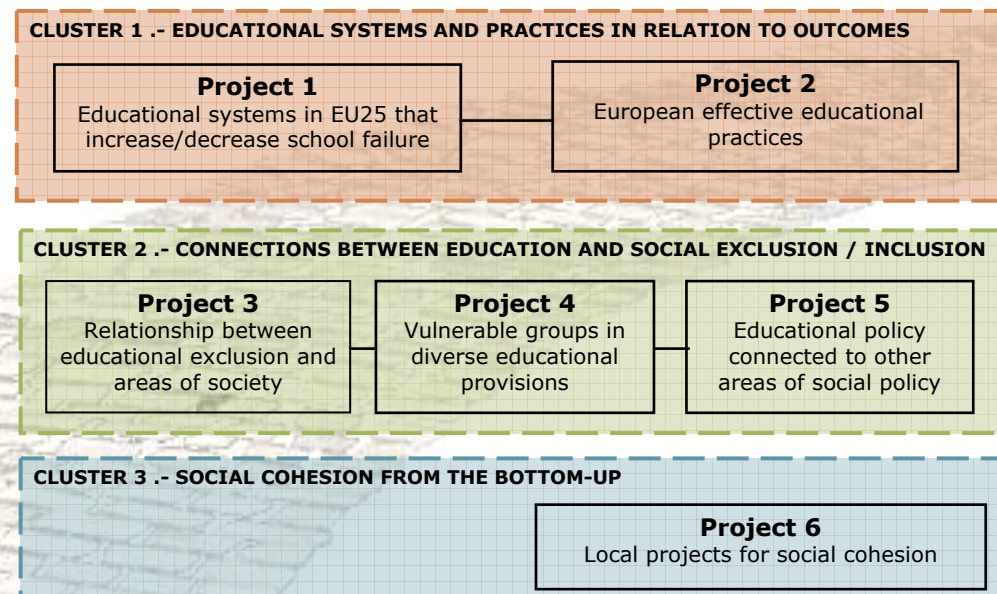 CLUSTER 1 .- EDUCATIONAL SYSTEMS AND PRACTICES IN RELATION TO OUTCOMES
Project 1
Educational systems in EU25 that
increase/decrease school failure
Project 2
European effective educational
practices
CLUSTER 2 .- CONNECTIONS BETWEEN EDUCATION AND SOCIAL EXCLUSION / INCLUSION
Project 3
Relationship between
educational exclusion and
areas of society
Project 4
Vulnerable groups in
diverse educational
provisions
Project 5
Educational policy
connected to other
areas of social policy
CLUSTER 3 .- SOCIAL COHESION FROM THE BOTTOM-UP
Project 6
Local projects for social cohesion